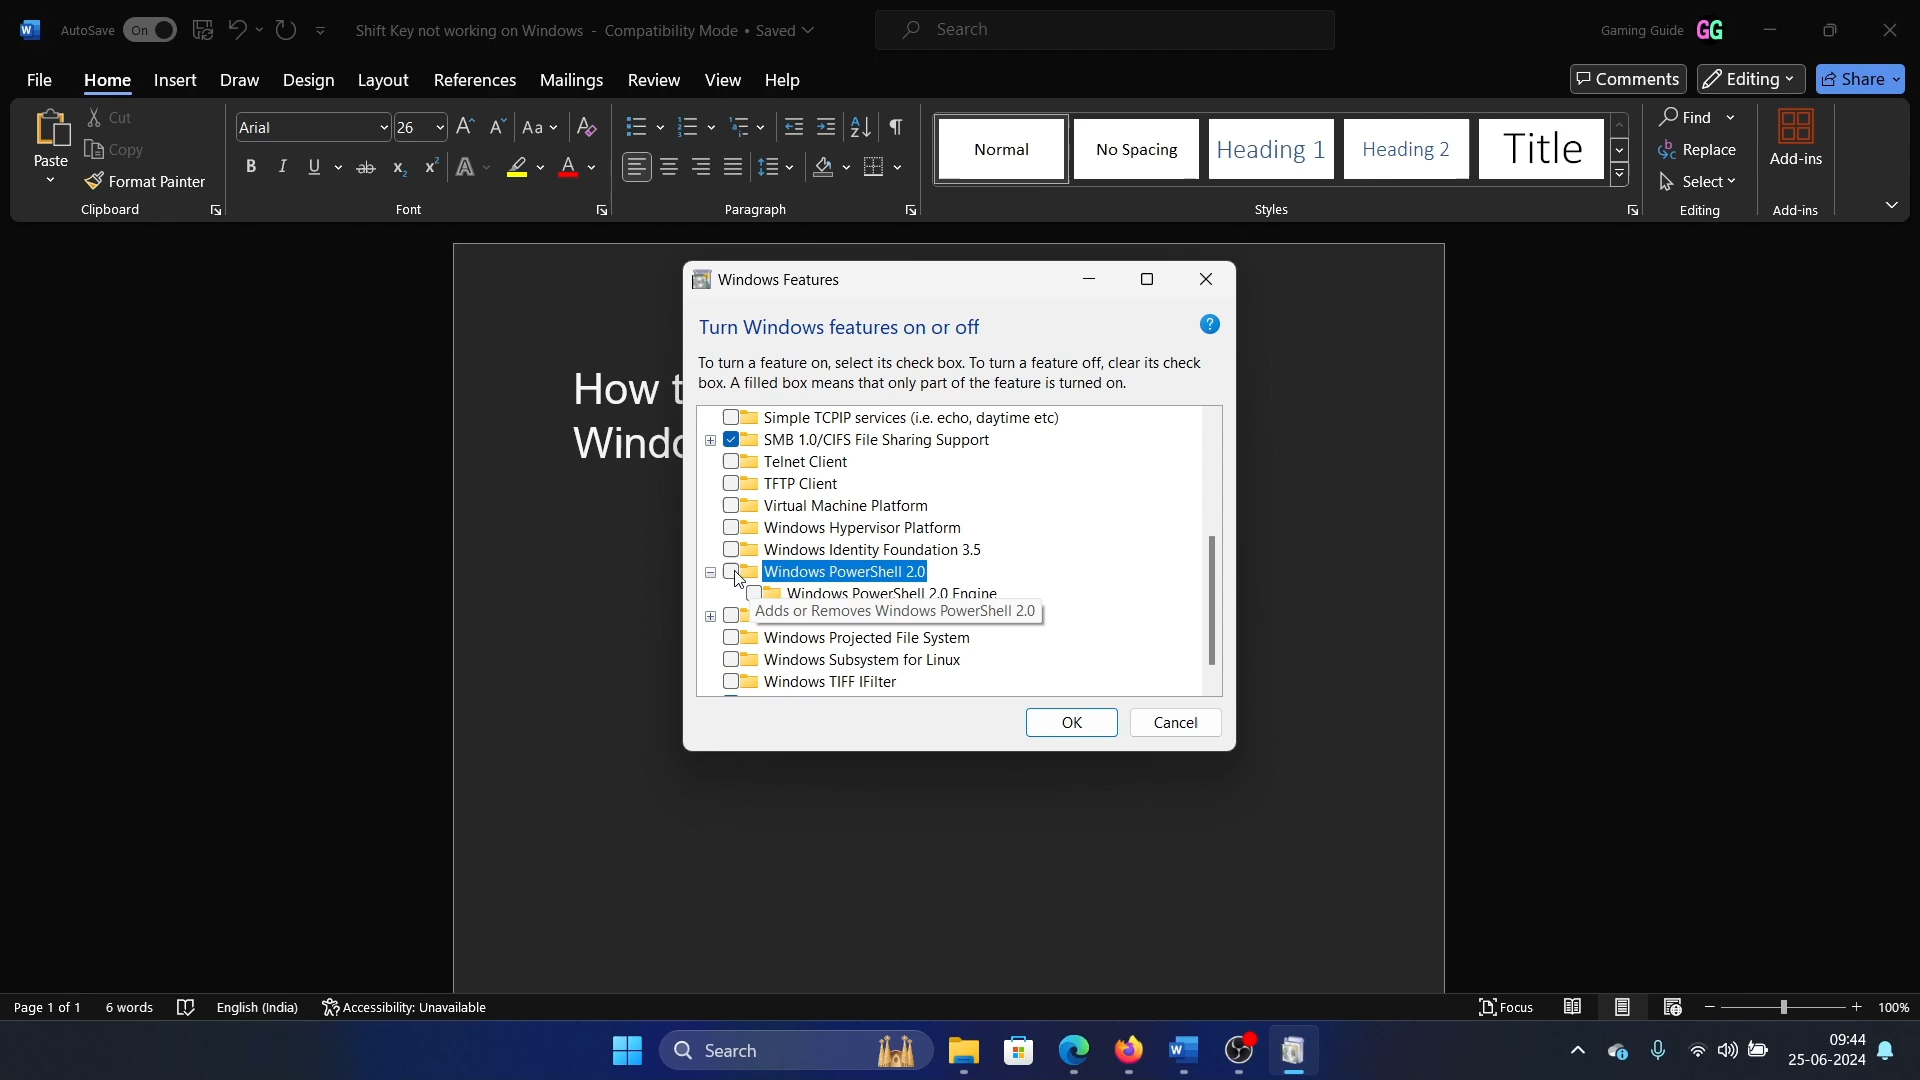 AutoSave On Shift Key not working on Windows - Compatibility Mode • Saved Search Gaming Guide GG
File Home Insert Draw Design Layout References Mailings Review View Help Comments Editing Share
Paste Cut Copy Format Painter
Clipboard
Arial 26 Aa
B I U ab x₂ x² A A
Font
Paragraph
Normal No Spacing Heading 1 Heading 2 Title
Styles
Find
Replace
Select
Editing
Add-ins
Add-ins
How t
Windo
Windows Features
Turn Windows features on or off
To turn a feature on, select its check box. To turn a feature off, clear its check
box. A filled box means that only part of the feature is turned on.
Simple TCPIP services (i.e. echo, daytime etc)
SMB 1.0/CIFS File Sharing Support
Telnet Client
TFTP Client
Virtual Machine Platform
Windows Hypervisor Platform
Windows Identity Foundation 3.5
Windows PowerShell 2.0
Windows PowerShell 2.0 Engine
Adds or Removes Windows PowerShell 2.0
Windows Projected File System
Windows Subsystem for Linux
Windows TIFF IFilter
OK Cancel
Page 1 of 1 6 words English (India) Accessibility: Unavailable Focus 100%
Search
09:44
25-06-2024